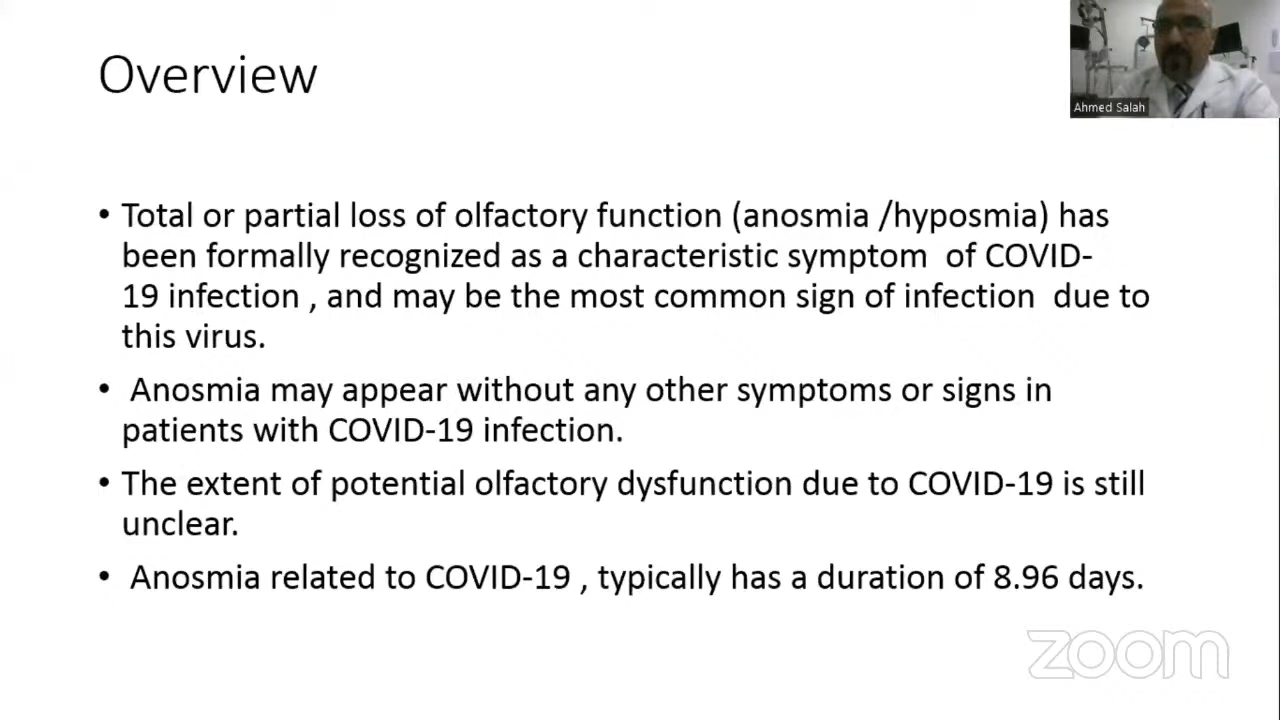 Overview
Ahmed Salah
• Total or partial loss of olfactory function (anosmia /hyposmia) has
been formally recognized as a characteristic symptom  of COVID-
19 infection , and may be the most common sign of infection  due to
this virus.
• Anosmia may appear without any other symptoms or signs in
patients with COVID-19 infection.
• The extent of potential olfactory dysfunction due to COVID-19 is still
unclear.
• Anosmia related to COVID-19 , typically has a duration of 8.96 days.
zoom